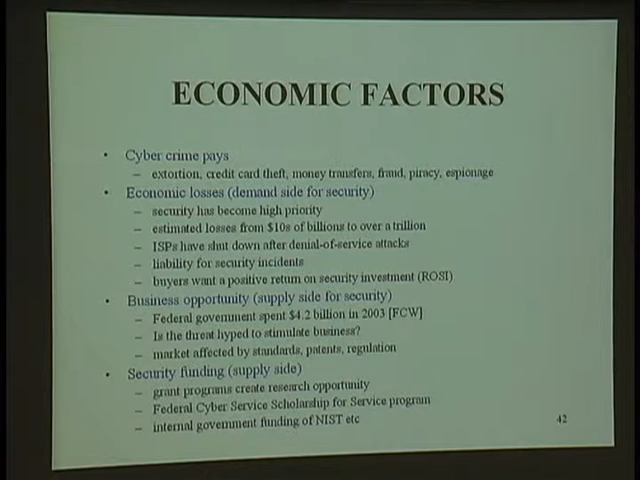 ECONOMIC FACTORS
• Cyber crime pays
– extortion, credit card theft, money transfers, fraud, piracy, espionage
• Economic losses (demand side for security)
– security has become high priority
– estimated losses from $10s of billions to over a trillion
– ISPs have shut down after denial-of-service attacks
– liability for security incidents
– buyers want a positive return on security investment (ROSI)
• Business opportunity (supply side for security)
– Federal government spent $4.2 billion in 2003 [FCW]
– Is the threat hyped to stimulate business?
– market affected by standards, patents, regulation
• Security funding (supply side)
– grant programs create research opportunity
– Federal Cyber Service Scholarship for Service program
– internal government funding of NIST etc
42